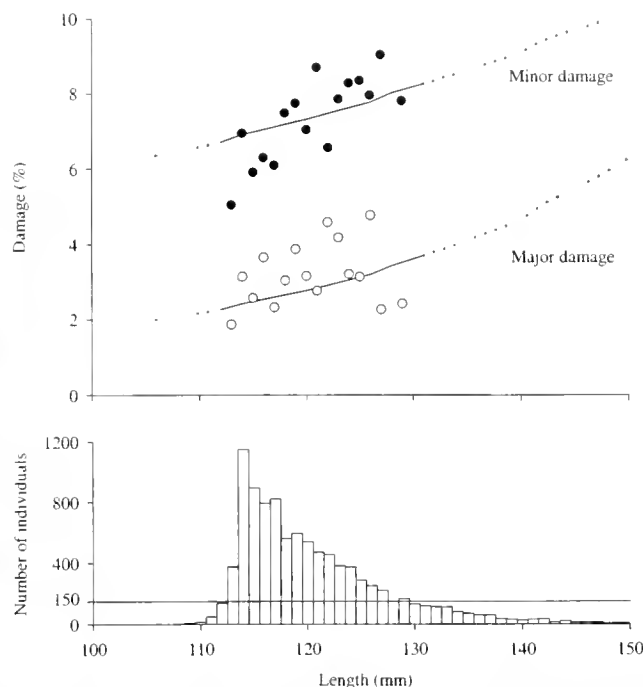 10
8
6
4
2
0
Damage (%)
Minor damage
Major damage
1200
800
400
150
0
Number of individuals
100 110 120 130 140 150
Length (mm)